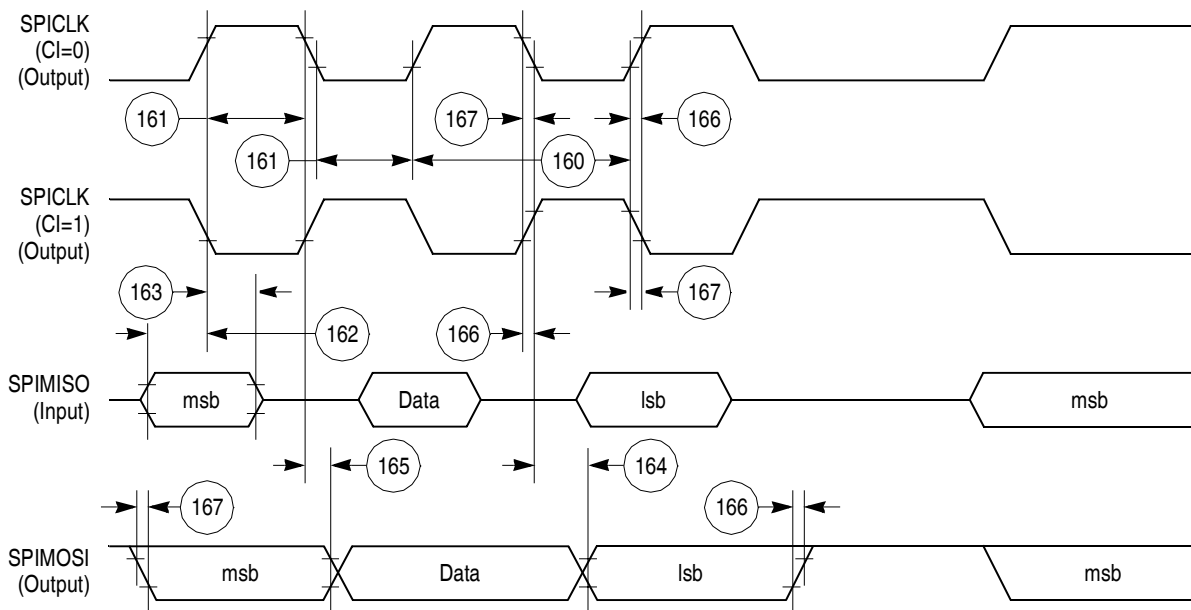 SPICLK
(CI=0)
(Output)
161
167
166
161
160
SPICLK
(CI=1)
(Output)
163
167
162
166
SPIMISO
(Input)
msb
Data
lsb
msb
165
164
167
166
SPIMOSI
(Output)
msb
Data
lsb
msb